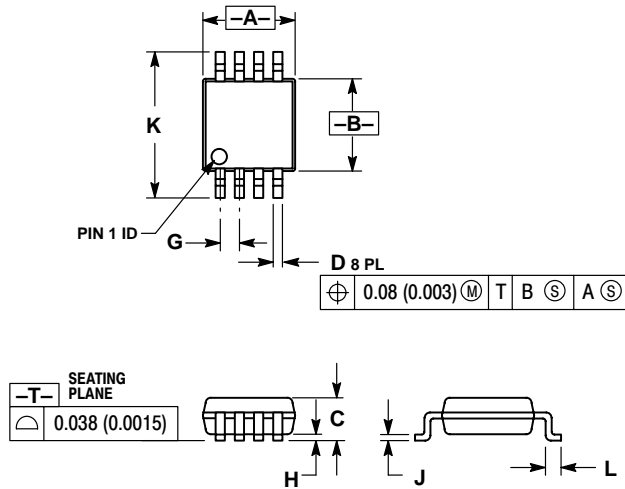 –A–
K
–B–
PIN 1 ID
G
D 8 PL
⌖ 0.08 (0.003) Ⓜ T B Ⓢ A Ⓢ
–T– SEATING PLANE
⌓ 0.038 (0.0015)
C
H
J
L